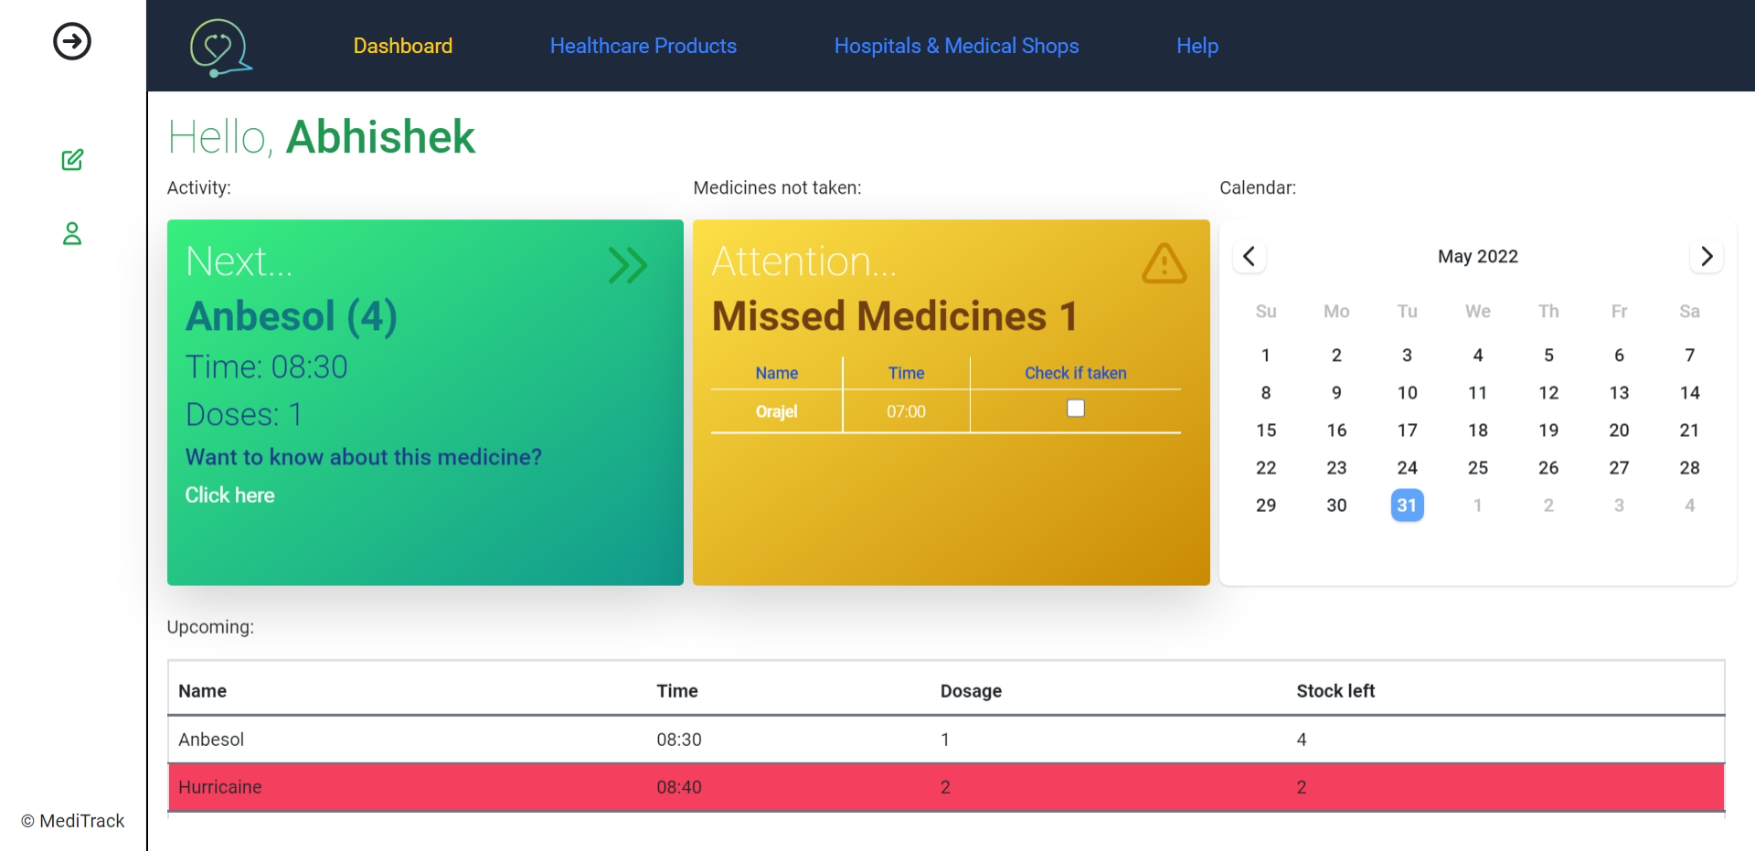 Dashboard Healthcare Products Hospitals & Medical Shops Help
Hello, Abhishek
Activity:
Next...
Anbesol (4)
Time: 08:30
Doses: 1
Want to know about this medicine?
Click here
Medicines not taken:
Attention...
Missed Medicines 1
Name Time Check if taken
Orajel 07:00
Calendar:
May 2022
Su Mo Tu We Th Fr Sa
1 2 3 4 5 6 7
8 9 10 11 12 13 14
15 16 17 18 19 20 21
22 23 24 25 26 27 28
29 30 31 1 2 3 4
Upcoming:
Name Time Dosage Stock left
Anbesol 08:30 1 4
Hurricaine 08:40 2 2
© MediTrack